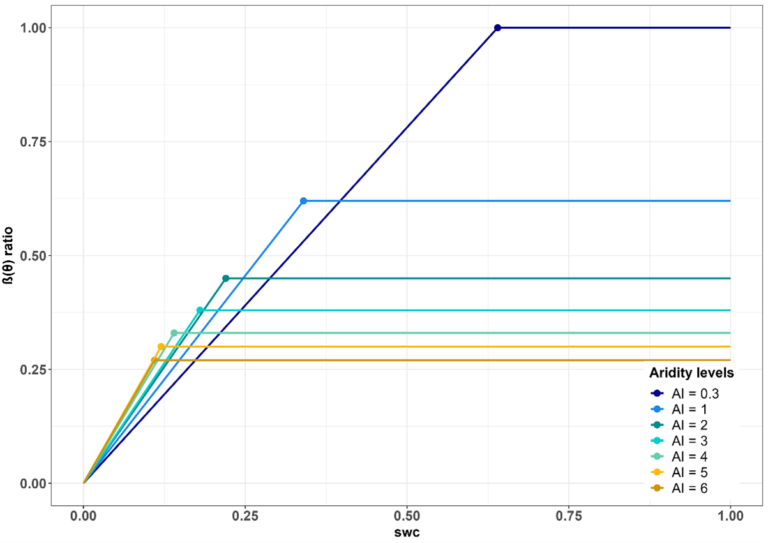 1.00
0.75
0.50
0.25
0.00
ß(θ) ratio
0.00 0.25 0.50 0.75 1.00
swc
Aridity levels
AI = 0.3
AI = 1
AI = 2
AI = 3
AI = 4
AI = 5
AI = 6